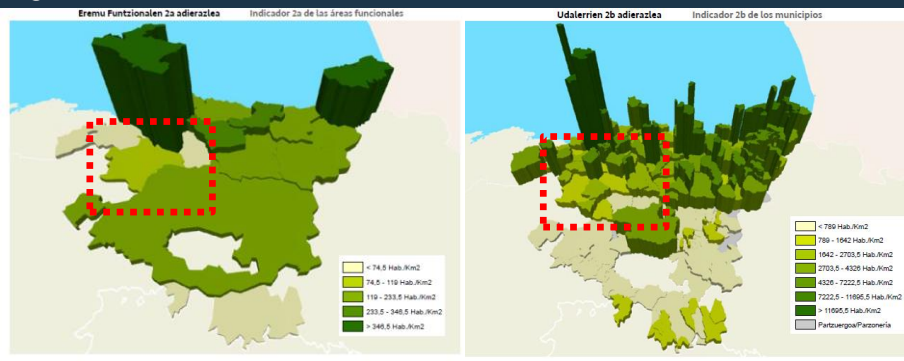 Eremu Funtzionalen 2a adierazlea Indicador 2a de las áreas funcionales
< 74,5 Hab./Km2
74,5 - 119 Hab./Km2
119 - 233,5 Hab./Km2
233,5 - 346,5 Hab./Km2
> 346,5 Hab./Km2
Udalerrien 2b adierazlea Indicador 2b de los municipios
< 789 Hab./Km2
789 - 1642 Hab./Km2
1642 - 2703,5 Hab./Km2
2703,5 - 4326 Hab./Km2
4326 - 7222,5 Hab./Km2
7222,5 - 11695,5 Hab./Km2
> 11695,5 Hab./Km2
Partzuergoa/Parzonería